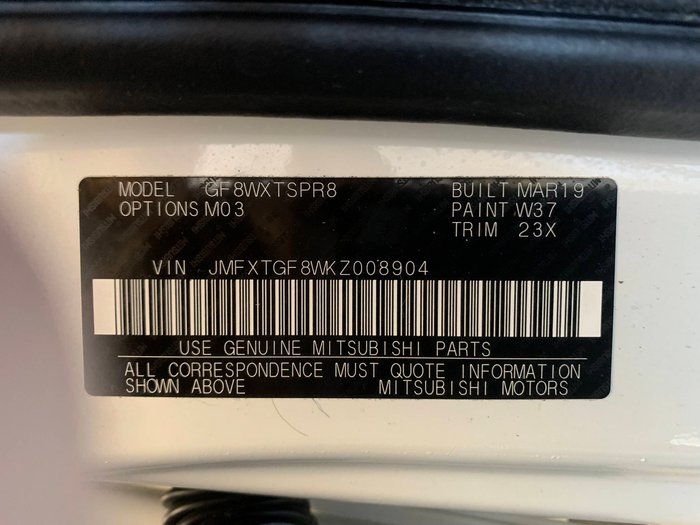 MODEL GF8WXTSPR8 BUILT MAR19
OPTIONS M03 PAINT W37
TRIM 23X
VIN JMFXTGF8WKZ008904
USE GENUINE MITSUBISHI PARTS
ALL CORRESPONDENCE MUST QUOTE INFORMATION
SHOWN ABOVE MITSUBISHI MOTORS